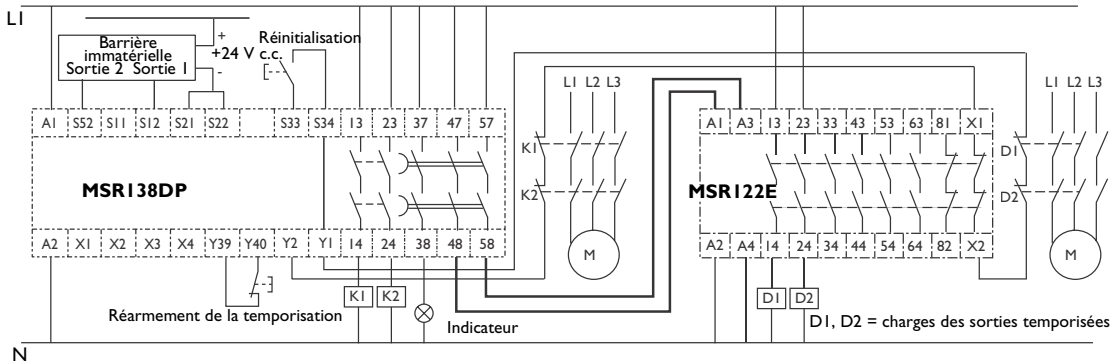 L1
Barrière
immatérielle
Sortie 2 Sortie 1
+
+24 V c.c.
-
Réinitialisation
L1 L2 L3
L1 L2 L3
A1 S52 S11 S12 S21 S22 S33 S34 13 23 37 47 57
A1 A3 13 23 33 43 53 63 81 X1
K1
D1
MSR138DP
K2
MSR122E
D2
A2 X1 X2 X3 X4 Y39 Y40 Y2 Y1 14 24 38 48 58
A2 A4 14 24 34 44 54 64 82 X2
M
M
K1 K2
D1 D2
Réarmement de la temporisation
Indicateur
D1, D2 = charges des sorties temporisées
N